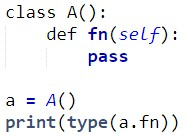 class A():
    def fn(self):
        pass

a = A()
print(type(a.fn))